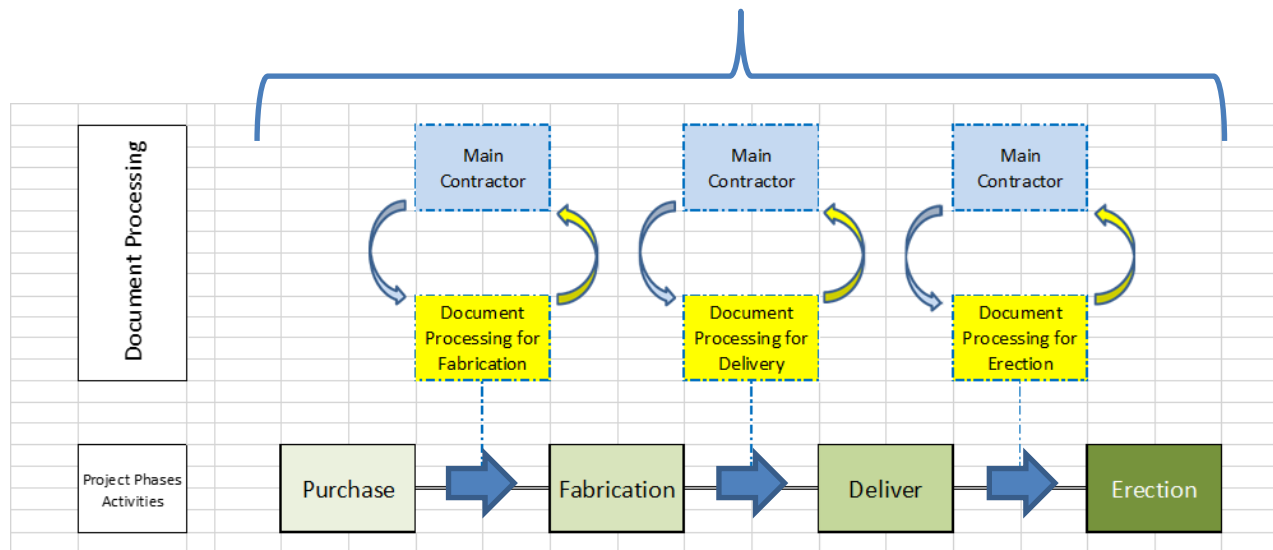 Document Processing
Main
Contractor
Main
Contractor
Main
Contractor
Document
Processing for
Fabrication
Document
Processing for
Delivery
Document
Processing for
Erection
Project Phases
Activities
Purchase
Fabrication
Deliver
Erection